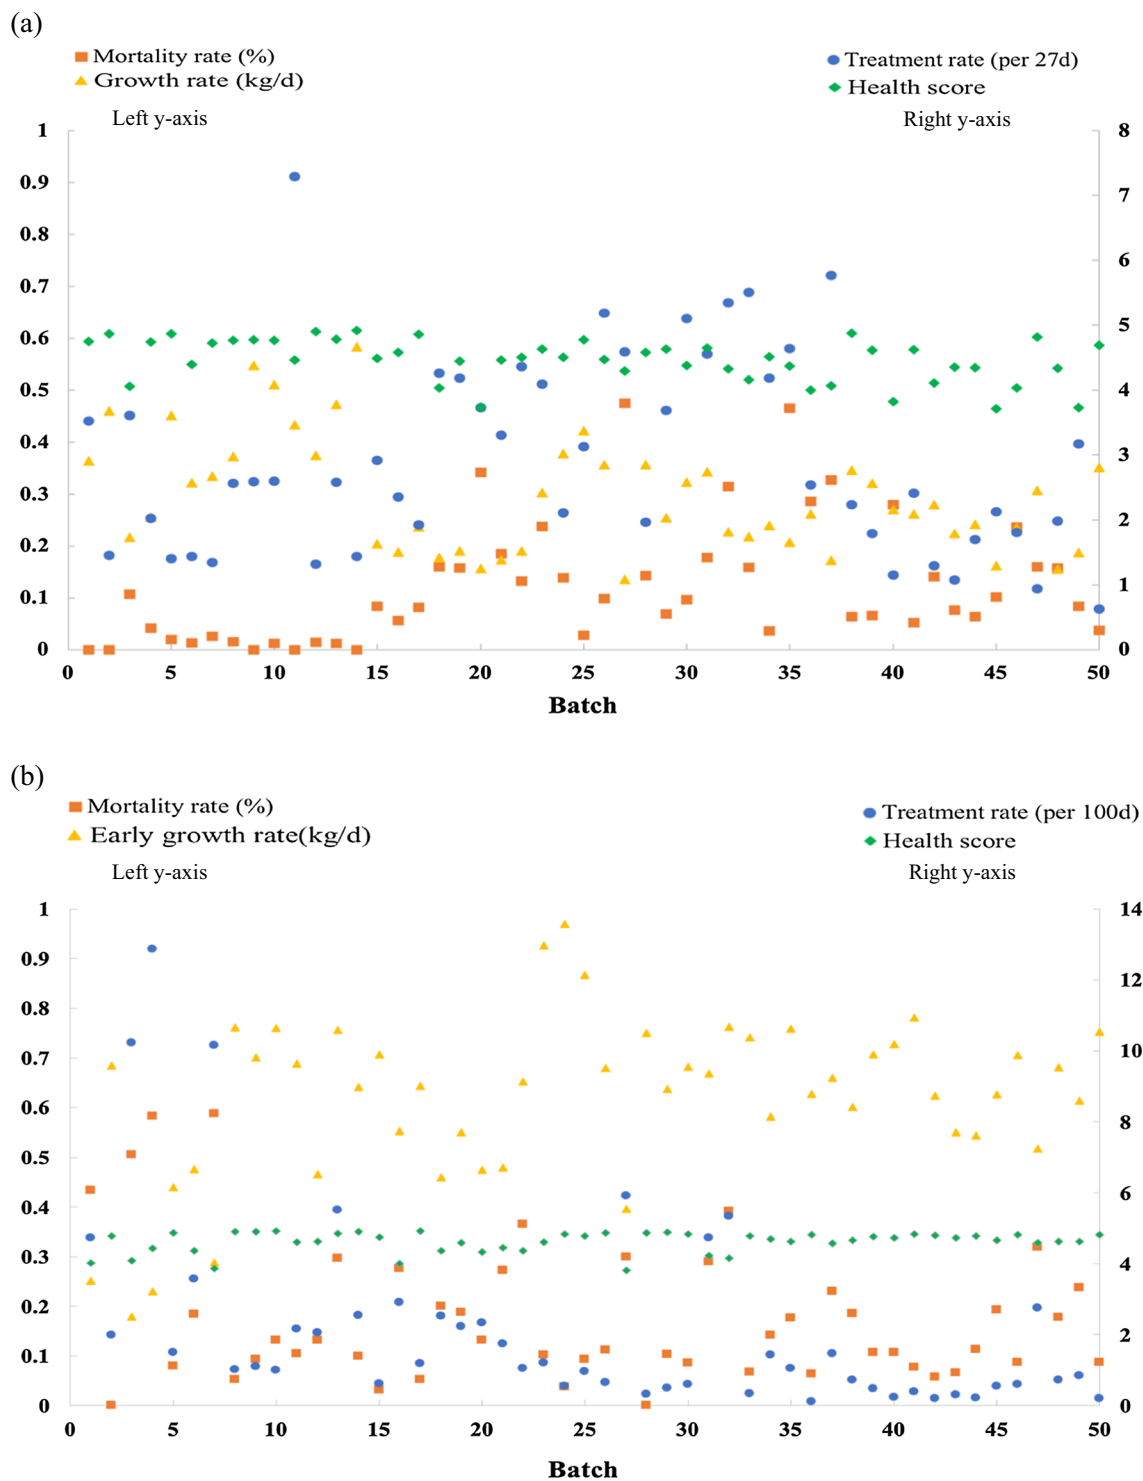 (a)
Mortality rate (%)
Growth rate (kg/d)
Treatment rate (per 27d)
Health score
Left y-axis
Right y-axis
1
0.9
0.8
0.7
0.6
0.5
0.4
0.3
0.2
0.1
0
8
7
6
5
4
3
2
1
0
0 5 10 15 20 25 30 35 40 45 50
Batch
(b)
Mortality rate (%)
Early growth rate(kg/d)
Treatment rate (per 100d)
Health score
Left y-axis
Right y-axis
1
0.9
0.8
0.7
0.6
0.5
0.4
0.3
0.2
0.1
0
14
12
10
8
6
4
2
0
0 5 10 15 20 25 30 35 40 45 50
Batch